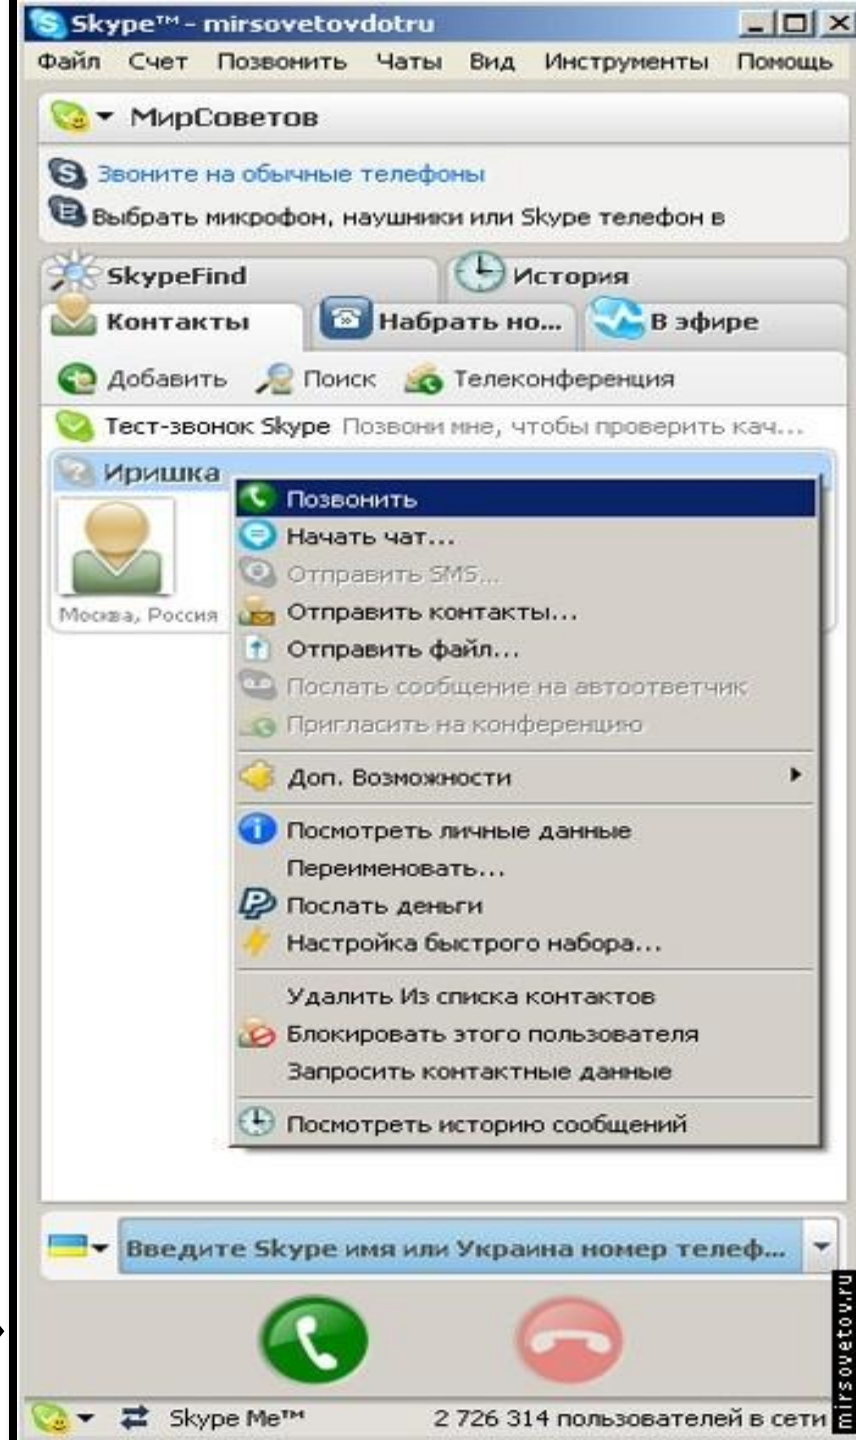 Skype™ - mirsovetovdotru
Файл Счет Позвонить Чаты Вид Инструменты Помощь
МирСоветов
Звоните на обычные телефоны
Выбрать микрофон, наушники или Skype телефон в
SkypeFind История
Контакты Набрать но... В эфире
Добавить Поиск Телеконференция
Тест-звонок Skype Позвони мне, чтобы проверить кач...
Иришка
Москва, Россия
Позвонить
Начать чат...
Отправить SMS...
Отправить контакты...
Отправить файл...
Послать сообщение на автоответчик
Пригласить на конференцию
Доп. Возможности
Посмотреть личные данные
Переименовать...
Послать деньги
Настройка быстрого набора...
Удалить Из списка контактов
Блокировать этого пользователя
Запросить контактные данные
Посмотреть историю сообщений
Введите Skype имя или Украина номер телеф...
mirsovetov.ru
Skype Me™ 2 726 314 пользователей в сети